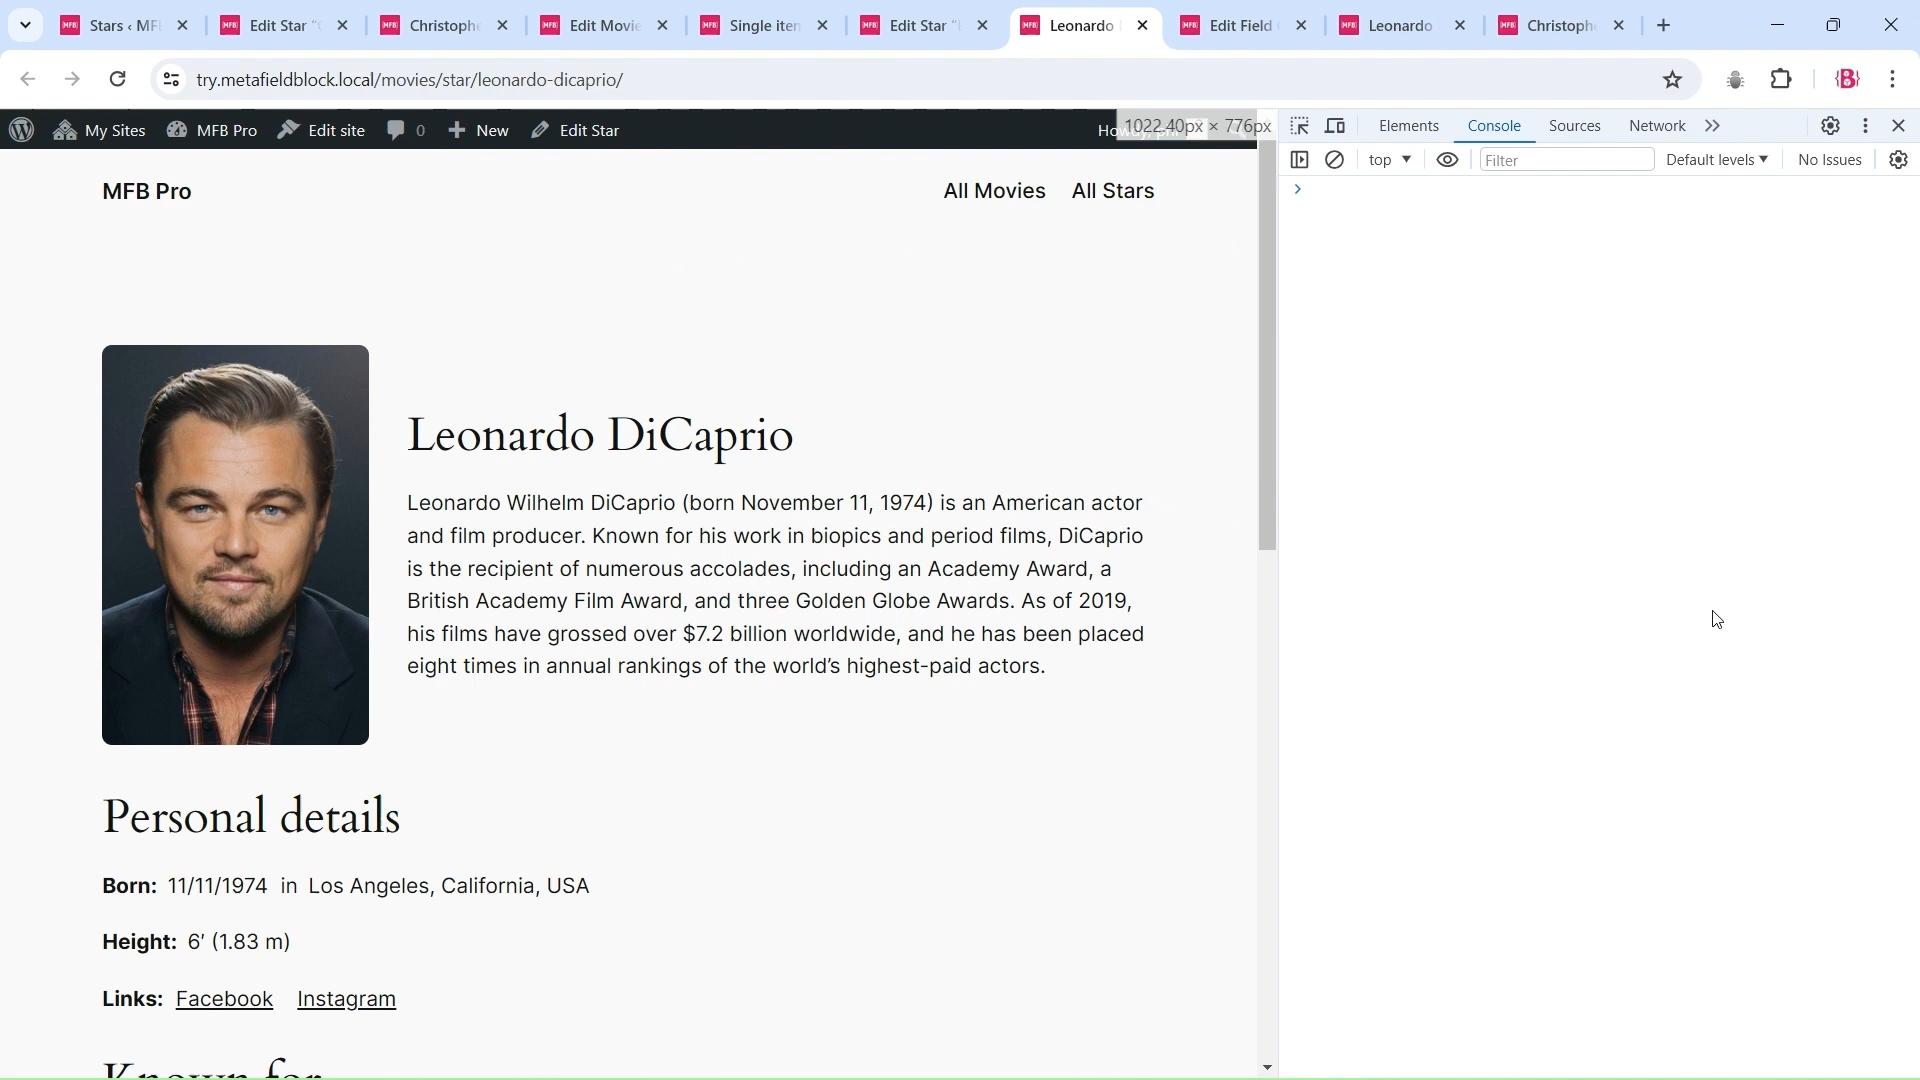 Stars ‹ MF
Edit Star “
Christoph
Edit Movie
Single iten
Edit Star “
Leonardo
Edit Field
Leonardo
Christoph
try.metafieldblock.local/movies/star/leonardo-dicaprio/
My Sites
MFB Pro
Edit site
0
New
Edit Star
1022.40px × 776px
Elements
Console
Sources
Network
top
Filter
Default levels
No Issues
MFB Pro
All Movies
All Stars
Leonardo DiCaprio
Leonardo Wilhelm DiCaprio (born November 11, 1974) is an American actor
and film producer. Known for his work in biopics and period films, DiCaprio
is the recipient of numerous accolades, including an Academy Award, a
British Academy Film Award, and three Golden Globe Awards. As of 2019,
his films have grossed over $7.2 billion worldwide, and he has been placed
eight times in annual rankings of the world’s highest-paid actors.
Personal details
Born: 11/11/1974 in Los Angeles, California, USA
Height: 6′ (1.83 m)
Links: Facebook Instagram
Known for